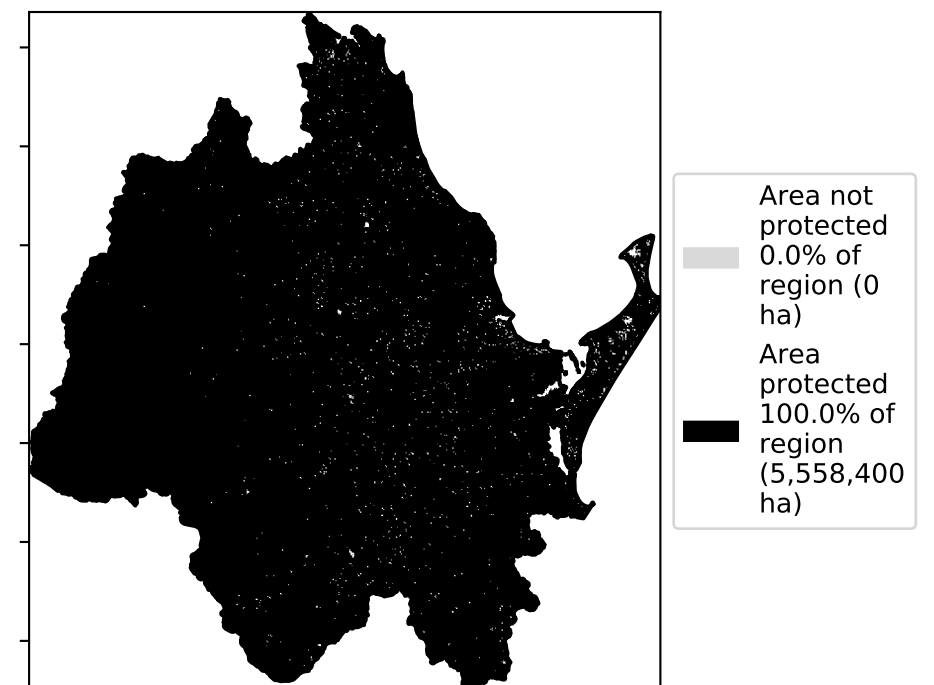 Area not
protected
0.0% of
region (0
ha)
Area
protected
100.0% of
region
(5,558,400
ha)